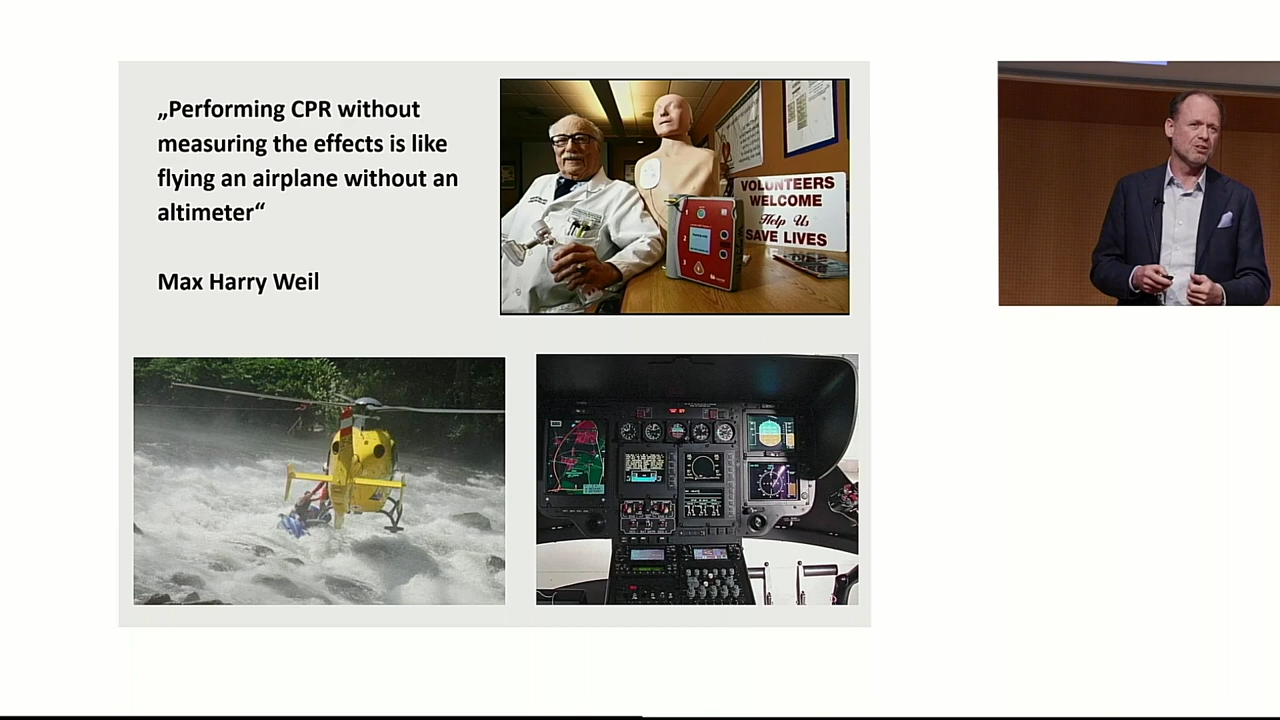 „Performing CPR without
measuring the effects is like
flying an airplane without an
altimeter“
Max Harry Weil
VOLUNTEERS
WELCOME
Help Us
SAVE LIVES